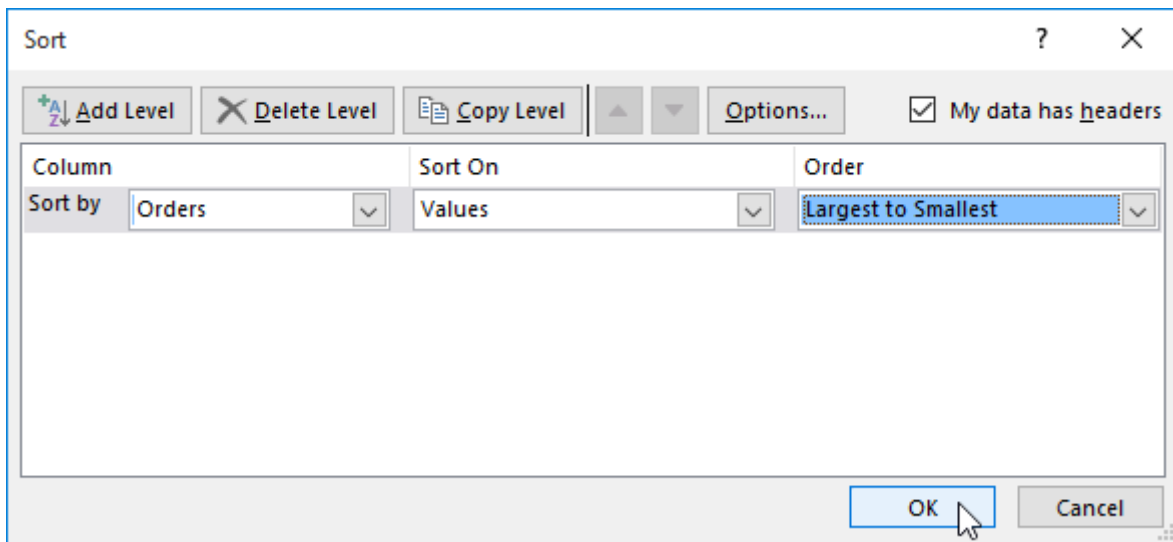 Sort ?
Add Level Delete Level Copy Level Options... My data has headers
Column Sort On Order
Sort by Orders Values Largest to Smallest
OK Cancel